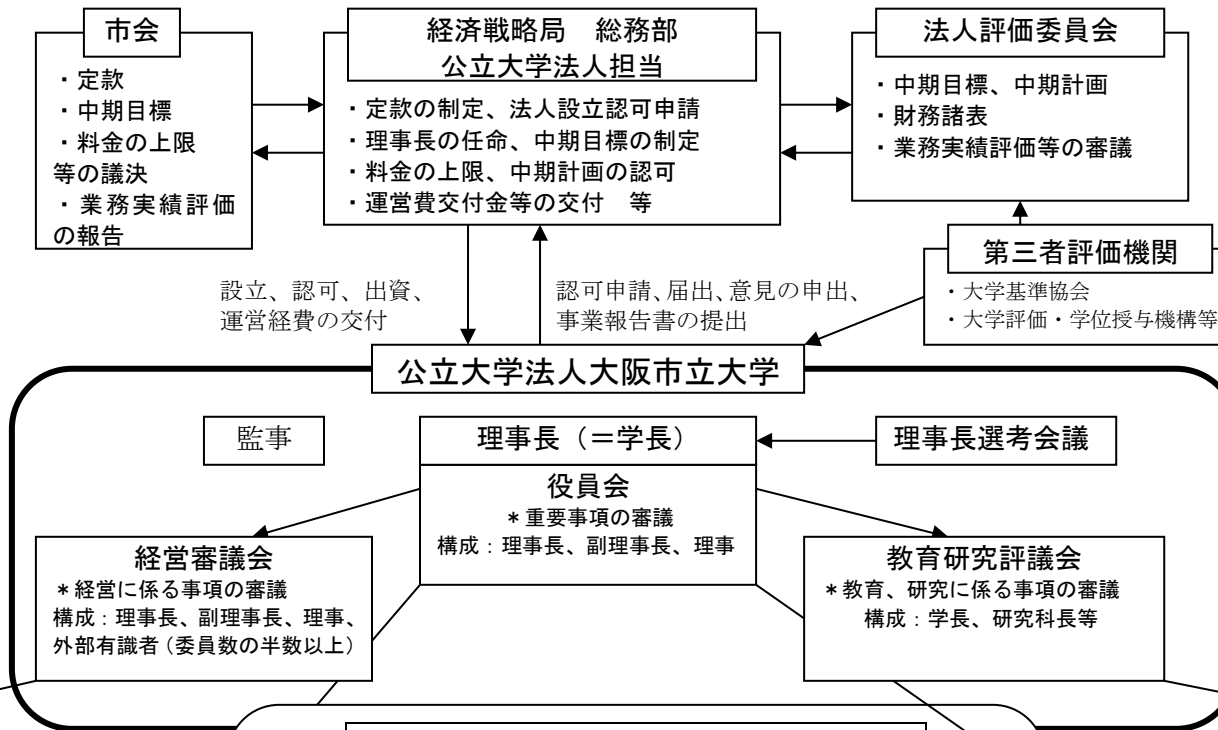 市会
・定款
・中期目標
・料金の上限
等の議決
・業務実績評価
の報告
経済戦略局　総務部
公立大学法人担当
・定款の制定、法人設立認可申請
・理事長の任命、中期目標の制定
・料金の上限、中期計画の認可
・運営費交付金等の交付　等
法人評価委員会
・中期目標、中期計画
・財務諸表
・業務実績評価等の審議
第三者評価機関
・大学基準協会
・大学評価・学位授与機構等
設立、認可、出資、
運営経費の交付
認可申請、届出、意見の申出、
事業報告書の提出
公立大学法人大阪市立大学
監事
理事長（＝学長）
理事長選考会議
役員会
＊重要事項の審議
構成：理事長、副理事長、理事
経営審議会
＊経営に係る事項の審議
構成：理事長、副理事長、理事、
外部有識者（委員数の半数以上）
教育研究評議会
＊教育、研究に係る事項の審議
構成：学長、研究科長等